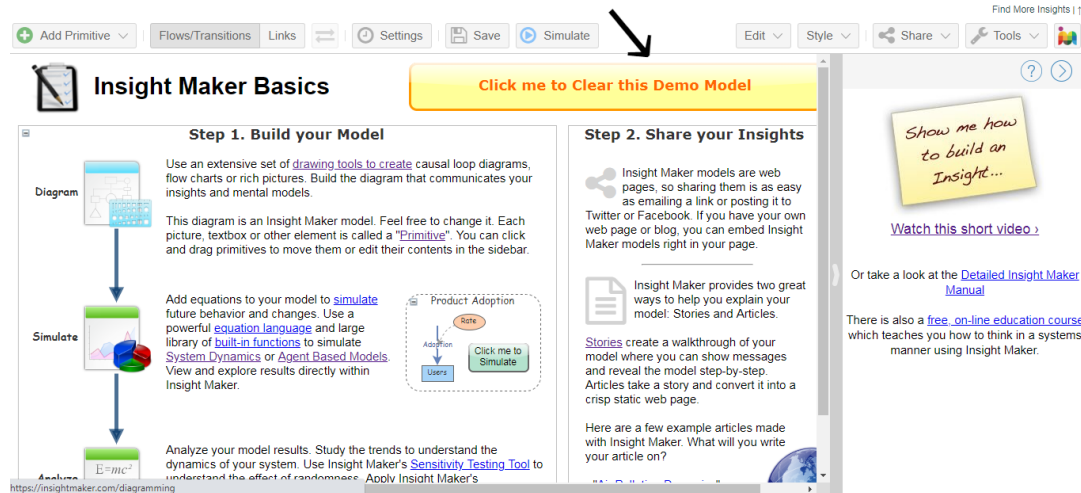 Find More Insights |
Add Primitive
Flows/Transitions
Links
Settings
Save
Simulate
Edit
Style
Share
Tools
Insight Maker Basics
Click me to Clear this Demo Model
Step 1. Build your Model
Diagram
Use an extensive set of drawing tools to create causal loop diagrams,
flow charts or rich pictures. Build the diagram that communicates your
insights and mental models.
This diagram is an Insight Maker model. Feel free to change it. Each
picture, textbox or other element is called a "Primitive". You can click
and drag primitives to move them or edit their contents in the sidebar.
Simulate
Add equations to your model to simulate
future behavior and changes. Use a
powerful equation language and large
library of built-in functions to simulate
System Dynamics or Agent Based Models.
View and explore results directly within
Insight Maker.
Product Adoption
Rate
Adoption
Users
Click me to
Simulate
Analyze
E=mc²
Analyze your model results. Study the trends to understand the
dynamics of your system. Use Insight Maker's Sensitivity Testing Tool to
understand the effect of randomness. Apply Insight Maker's
https://insightmaker.com/diagramming
Step 2. Share your Insights
Insight Maker models are web
pages, so sharing them is as easy
as emailing a link or posting it to
Twitter or Facebook. If you have your own
web page or blog, you can embed Insight
Maker models right in your page.
Insight Maker provides two great
ways to help you explain your
model: Stories and Articles.
Stories create a walkthrough of your
model where you can show messages
and reveal the model step-by-step.
Articles take a story and convert it into a
crisp static web page.
Here are a few example articles made
with Insight Maker. What will you write
your article on?
"Air Pollution Dynamics"
?
Show me how
to build an
Insight...
Watch this short video ›
Or take a look at the Detailed Insight Maker
Manual
There is also a free, on-line education course
which teaches you how to think in a systems
manner using Insight Maker.